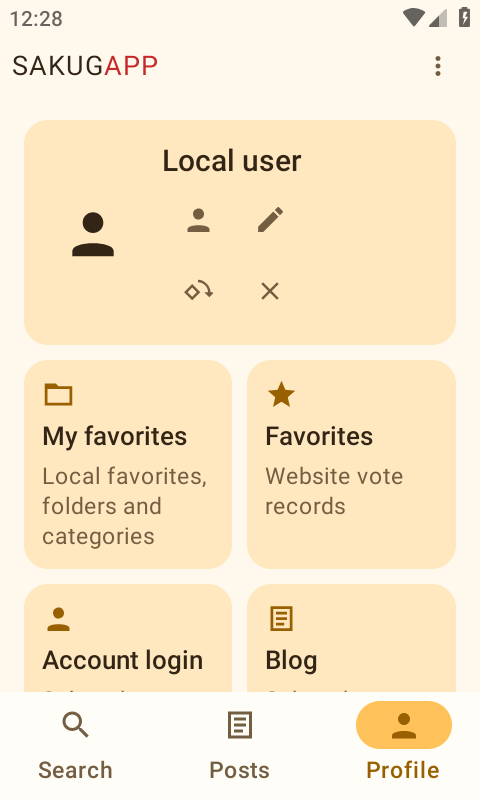 12:28
SAKUGAPP
Local user
My favorites
Local favorites,
folders and
categories
Favorites
Website vote
records
Account login
Blog
Search
Posts
Profile